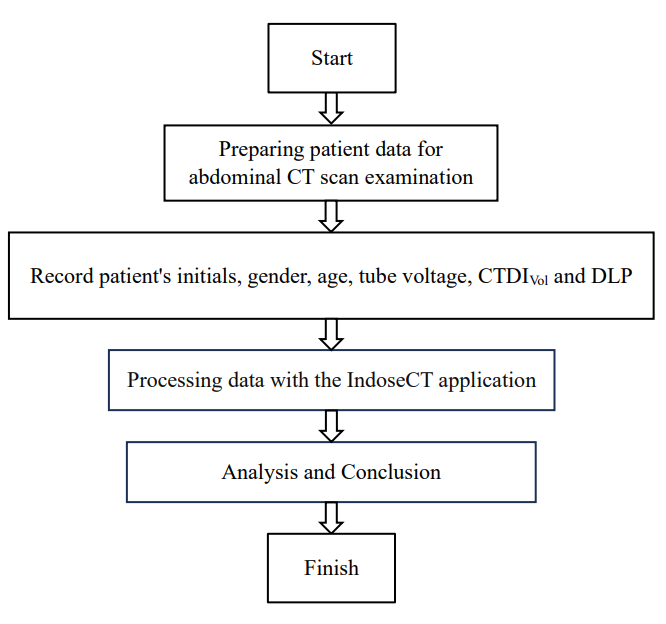 Start
Preparing patient data for
abdominal CT scan examination
Record patient's initials, gender, age, tube voltage, CTDIVol and DLP
Processing data with the IndoseCT application
Analysis and Conclusion
Finish